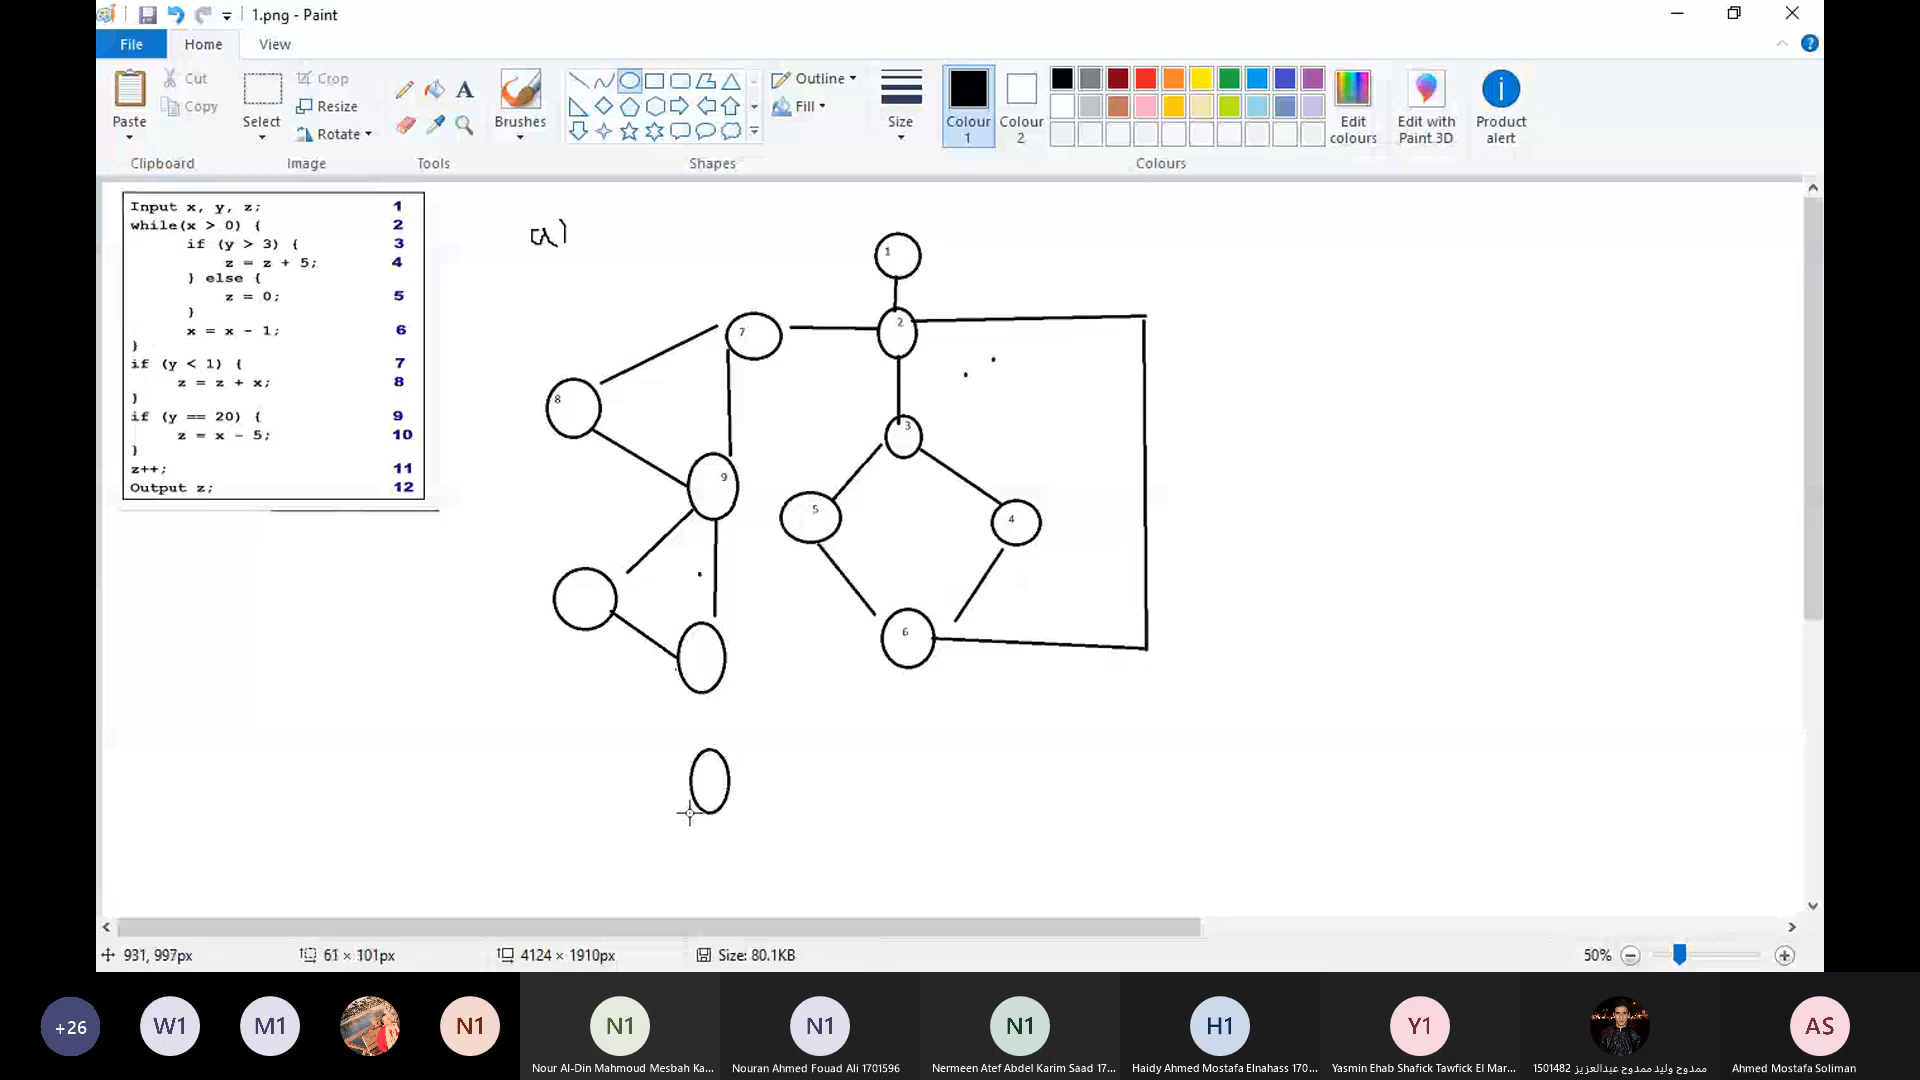 1.png - Paint
File Home View
Paste
Cut
Copy
Clipboard
Select
Crop
Resize
Rotate
Image
A
Tools
Brushes
Shapes
Outline
Fill
Size
Colour 1
Colour 2
Colours
Edit colours
Edit with Paint 3D
Product alert
Input x, y, z; 1
while(x > 0) { 2
if (y > 3) { 3
z = z + 5; 4
} else {
z = 0; 5
}
x = x - 1; 6
}
if (y < 1) { 7
z = z + x; 8
}
if (y == 20) { 9
z = x - 5; 10
}
z++; 11
Output z; 12
a)
1
2
7
8
3
9
5
4
6
931, 997px 61 × 101px 4124 × 1910px Size: 80.1KB 50%
+26 W1 M1 N1 N1 N1 N1 H1 Y1 AS
Nour Al-Din Mahmoud Mesbah Ka... Nouran Ahmed Fouad Ali 1701596 Nermeen Atef Abdel Karim Saad 17... Haidy Ahmed Mostafa Elnahass 170... Yasmin Ehab Shafick Tawfick El Mar... ممدوح وليد ممدوح عبدالعزيز 1501482 Ahmed Mostafa Soliman